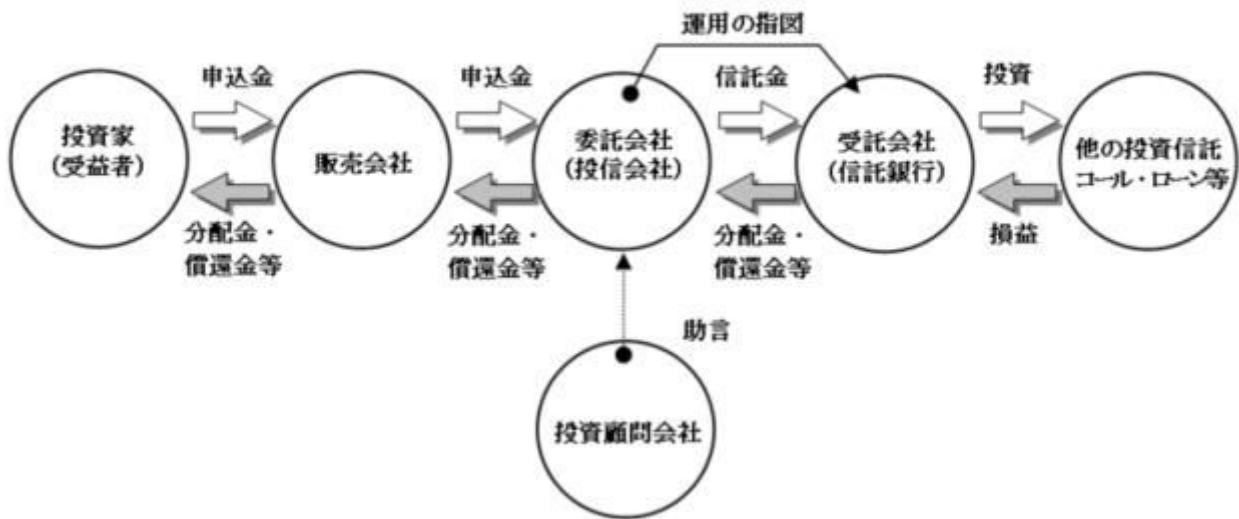 運用の指図
申込金
申込金
信託金
投資
投資家
(受益者)
販売会社
委託会社
(投信会社)
受託会社
(信託銀行)
他の投資信託
コール・ローン等
分配金・
償還金等
分配金・
償還金等
分配金・
償還金等
損益
助言
投資顧問会社